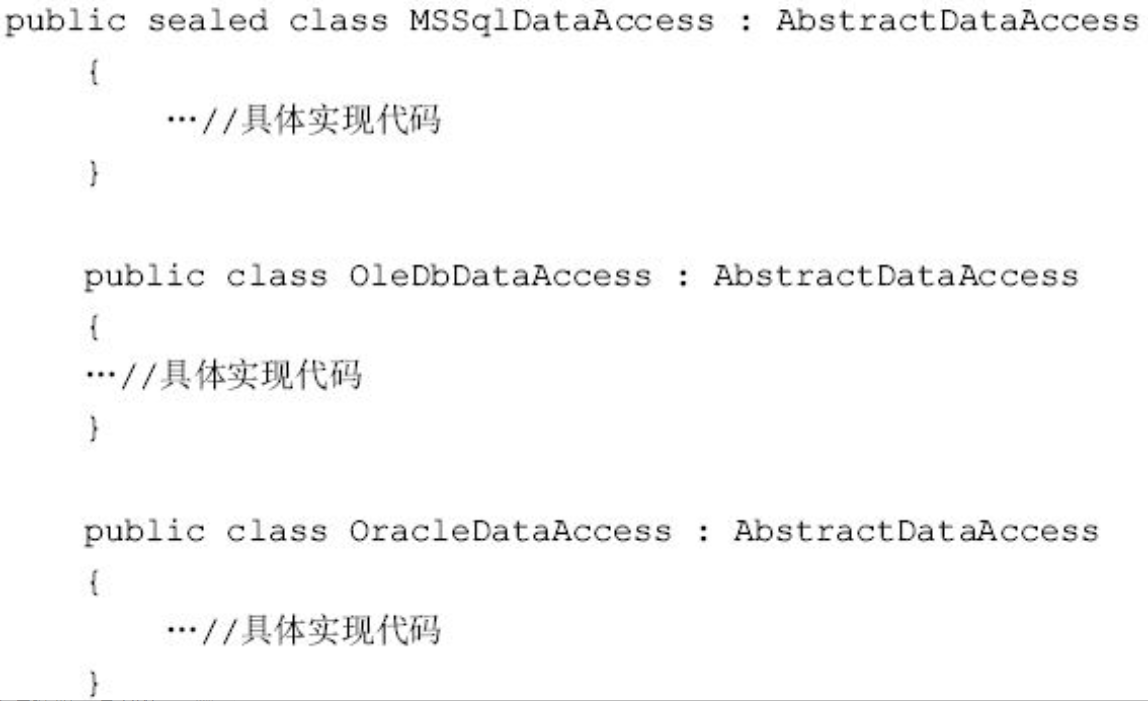 public sealed class MSSqlDataAccess : AbstractDataAccess
{
…//具体实现代码
}
public class OleDbDataAccess : AbstractDataAccess
{
…//具体实现代码
}
public class OracleDataAccess : AbstractDataAccess
{
…//具体实现代码
}